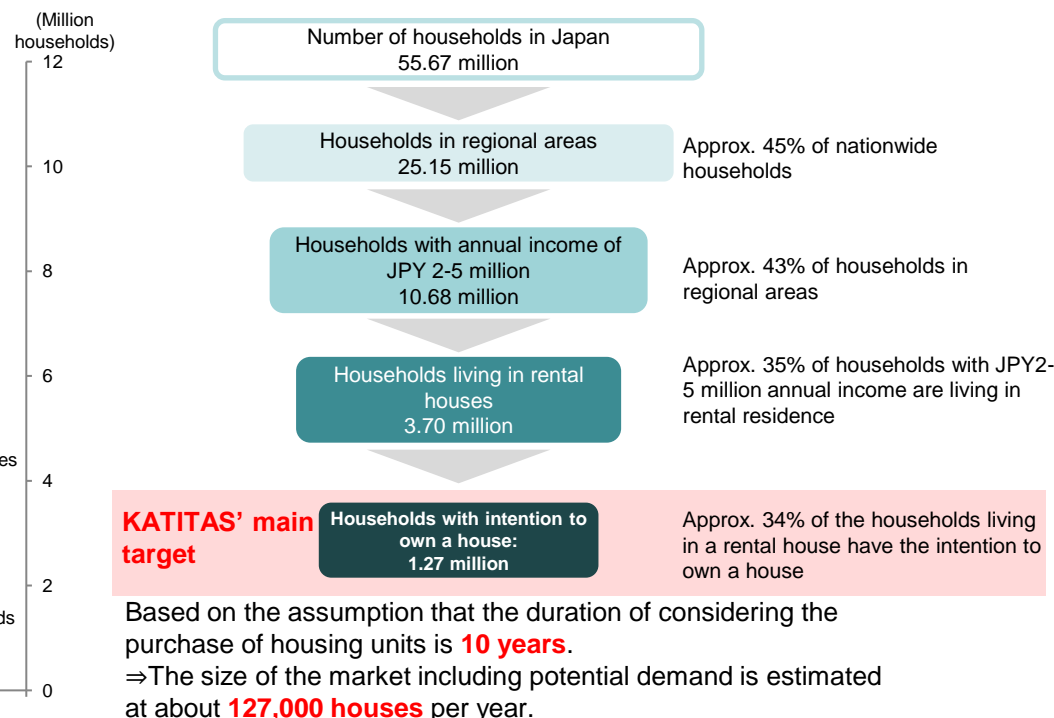 (Million
households)
12
10
8
6
4
2
0
Number of households in Japan
55.67 million
Households in regional areas
25.15 million
Approx. 45% of nationwide
households
Households with annual income of
JPY 2-5 million
10.68 million
Approx. 43% of households in
regional areas
Households living in rental
houses
3.70 million
Approx. 35% of households with JPY2-
5 million annual income are living in
rental residence
KATITAS’ main
target
Households with intention to
own a house:
1.27 million
Approx. 34% of the households living
in a rental house have the intention to
own a house
Based on the assumption that the duration of considering the
purchase of housing units is 10 years.
⇒The size of the market including potential demand is estimated
at about 127,000 houses per year.